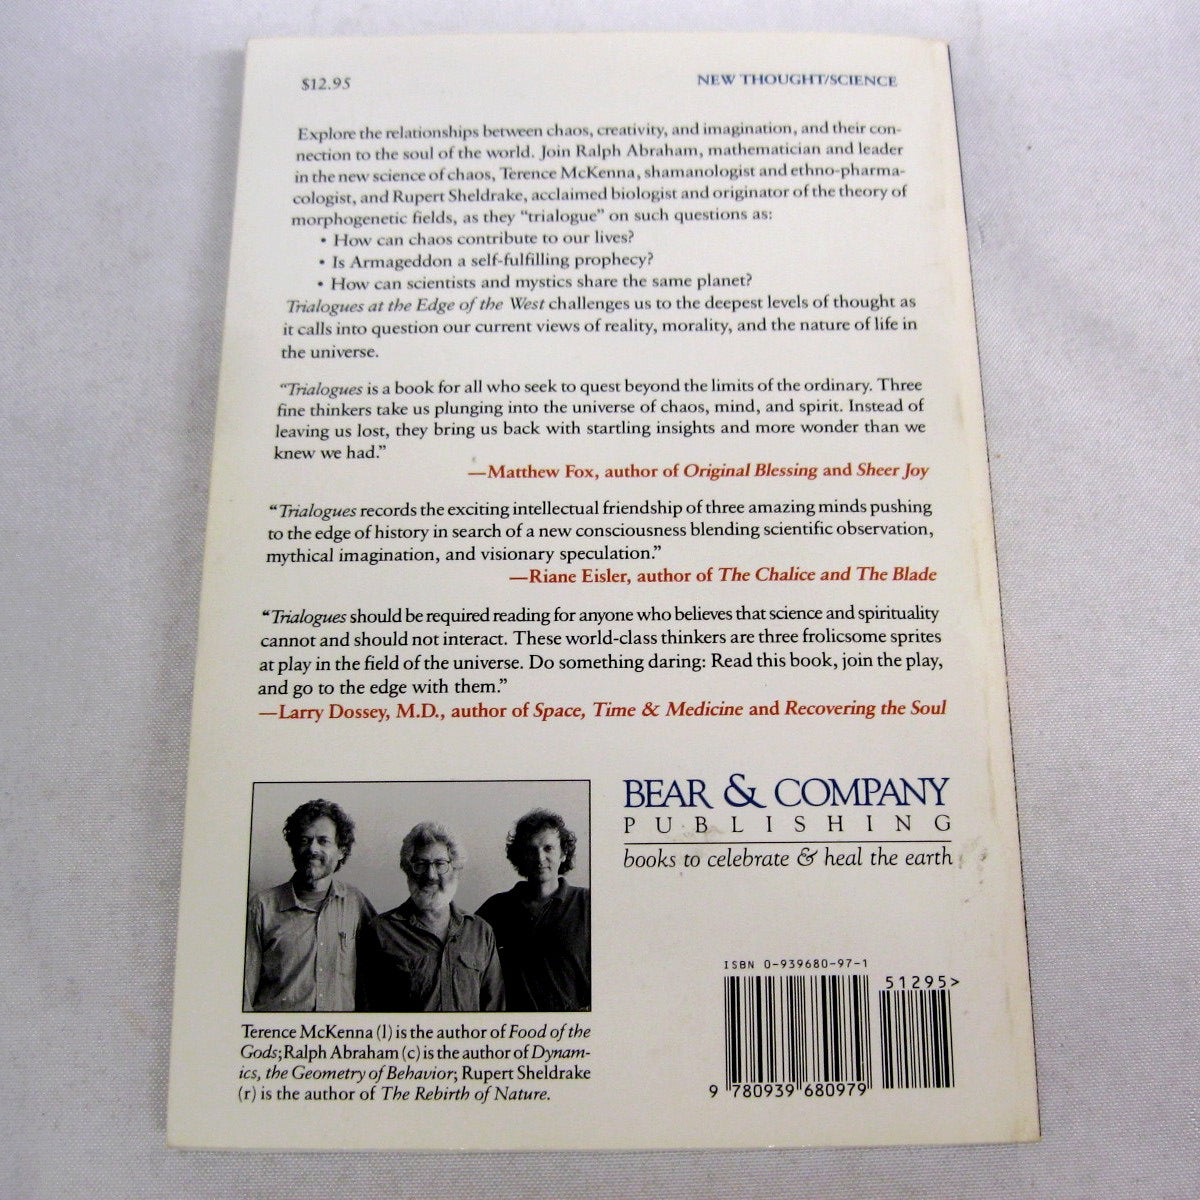 $12.95
NEW THOUGHT/SCIENCE
Explore the relationships between chaos, creativity, and imagination, and their con-
nection to the soul of the world. Join Ralph Abraham, mathematician and leader
in the new science of chaos, Terence McKenna, shamanologist and ethno-pharma-
cologist, and Rupert Sheldrake, acclaimed biologist and originator of the theory of
morphogenetic fields, as they “trialogue” on such questions as:
• How can chaos contribute to our lives?
• Is Armageddon a self-fulfilling prophecy?
• How can scientists and mystics share the same planet?
Trialogues at the Edge of the West challenges us to the deepest levels of thought as
it calls into question our current views of reality, morality, and the nature of life in
the universe.
“Trialogues is a book for all who seek to quest beyond the limits of the ordinary. Three
fine thinkers take us plunging into the universe of chaos, mind, and spirit. Instead of
leaving us lost, they bring us back with startling insights and more wonder than we
knew we had.”
—Matthew Fox, author of Original Blessing and Sheer Joy
“Trialogues records the exciting intellectual friendship of three amazing minds pushing
to the edge of history in search of a new consciousness blending scientific observation,
mythical imagination, and visionary speculation.”
—Riane Eisler, author of The Chalice and The Blade
“Trialogues should be required reading for anyone who believes that science and spirituality
cannot and should not interact. These world-class thinkers are three frolicsome sprites
at play in the field of the universe. Do something daring: Read this book, join the play,
and go to the edge with them.”
—Larry Dossey, M.D., author of Space, Time & Medicine and Recovering the Soul
BEAR & COMPANY
PUBLISHING
books to celebrate & heal the earth
Terence McKenna (l) is the author of Food of the
Gods; Ralph Abraham (c) is the author of Dynam-
ics, the Geometry of Behavior; Rupert Sheldrake
(r) is the author of The Rebirth of Nature.
ISBN 0-939680-97-1
51295>
9 780939 680979